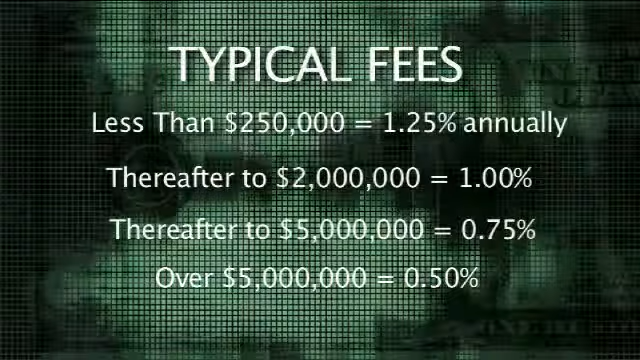 TYPICAL FEES
Less Than $250,000 = 1.25% annually
Thereafter to $2,000,000 = 1.00%
Thereafter to $5,000,000 = 0.75%
Over $5,000,000 = 0.50%